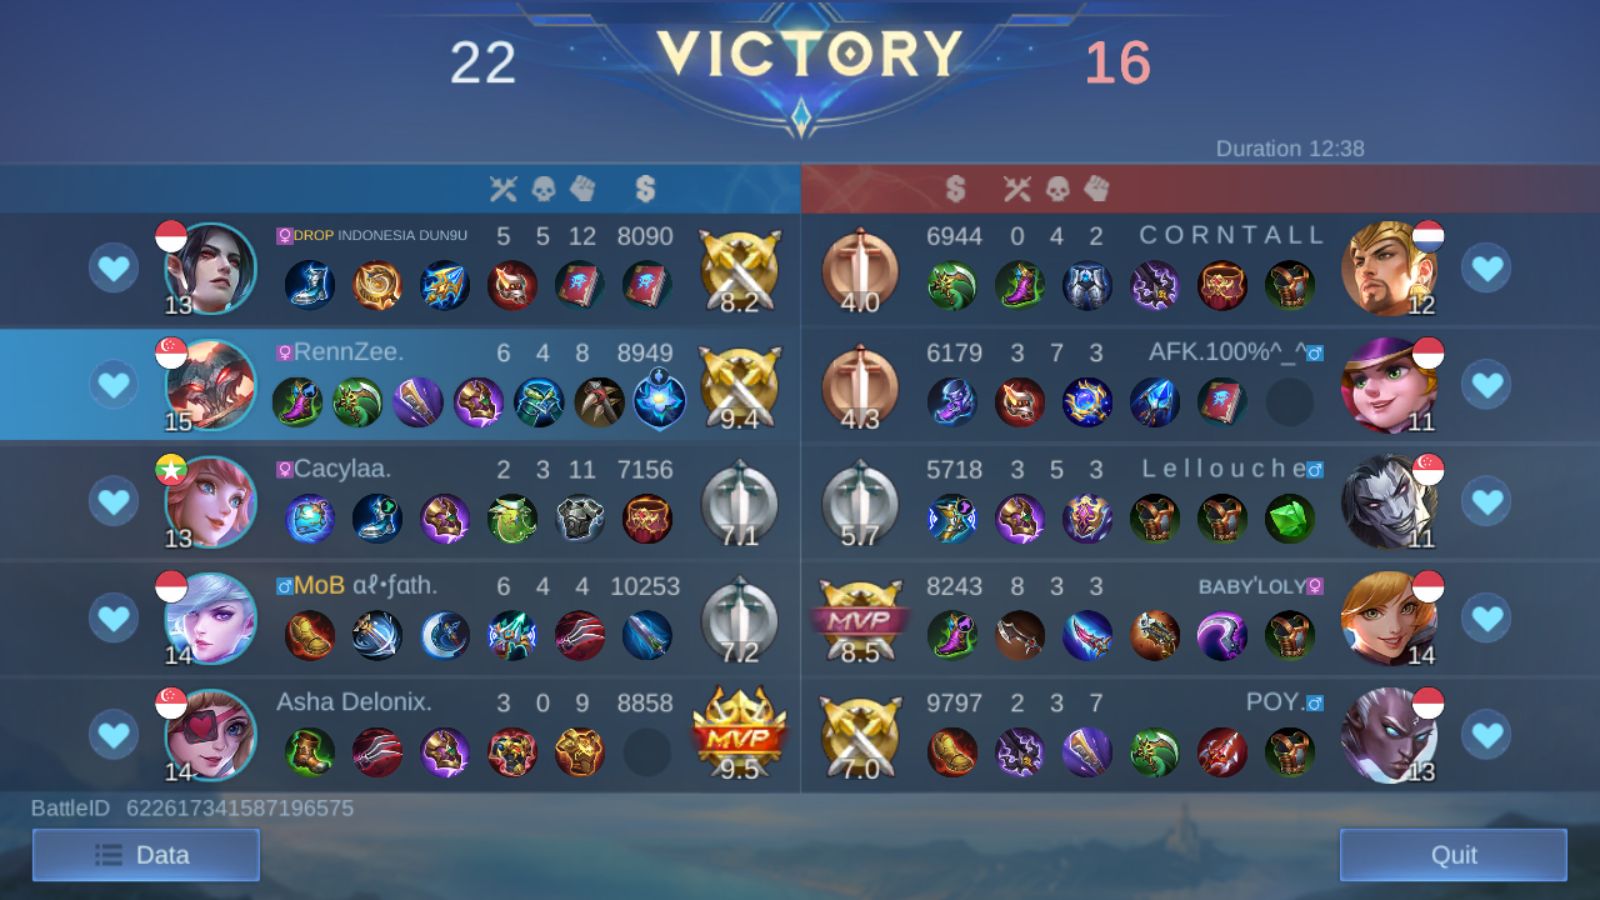 22 VICTORY 16
Duration 12:38
DROP INDONESIA DUN9U 5 5 12 8090
13 8.2
4.0 6944 0 4 2 CORNTALL
12
RennZee. 6 4 8 8949
15 9.4
4.3 6179 3 7 3 AFK.100%^_^
11
Cacylaa. 2 3 11 7156
13 7.1
5.7 5718 3 5 3 Lellouche
11
MoB αℓ•ƒαth. 6 4 4 10253
14 7.2
MVP 8.5 8243 8 3 3 BABY'LOLY
14
Asha Delonix. 3 0 9 8858
14 MVP 9.5
7.0 9797 2 3 7 POY.
13
BattleID 622617341587196575
Data
Quit